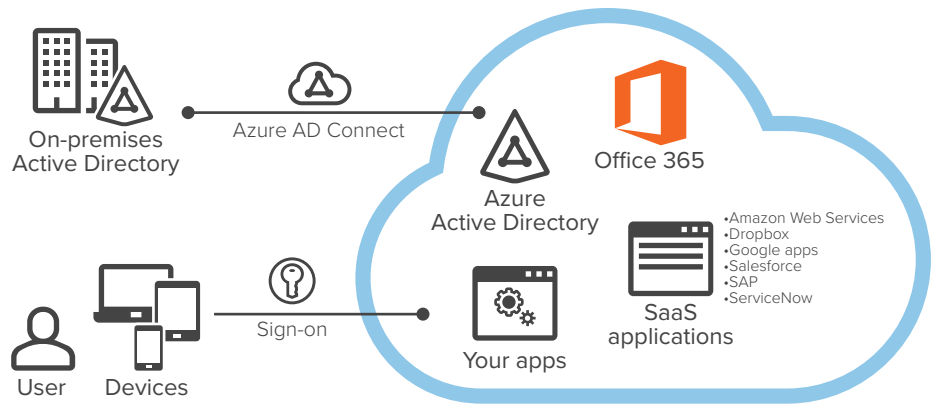 On-premises
Active Directory
Azure AD Connect
Azure
Active Directory
Office 365
•Amazon Web Services
•Dropbox
•Google apps
•Salesforce
•SAP
•ServiceNow
SaaS
applications
User
Devices
Sign-on
Your apps